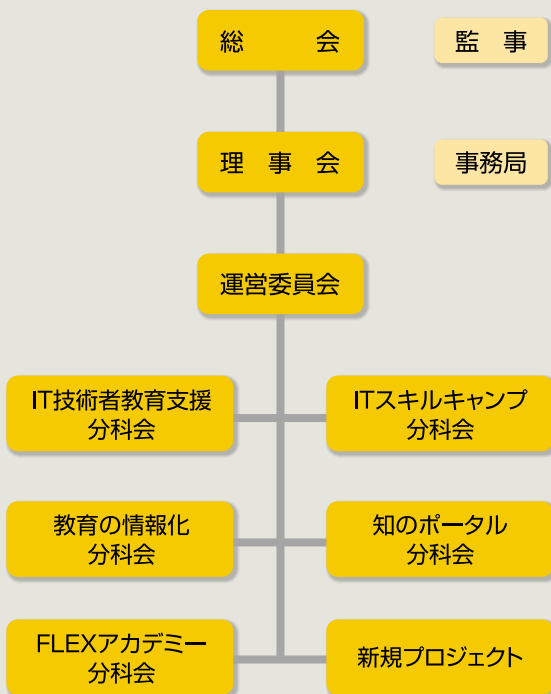 総　会
監　事
理　事　会
事務局
運営委員会
IT技術者教育支援
分科会
ITスキルキャンプ
分科会
教育の情報化
分科会
知のポータル
分科会
FLEXアカデミー
分科会
新規プロジェクト